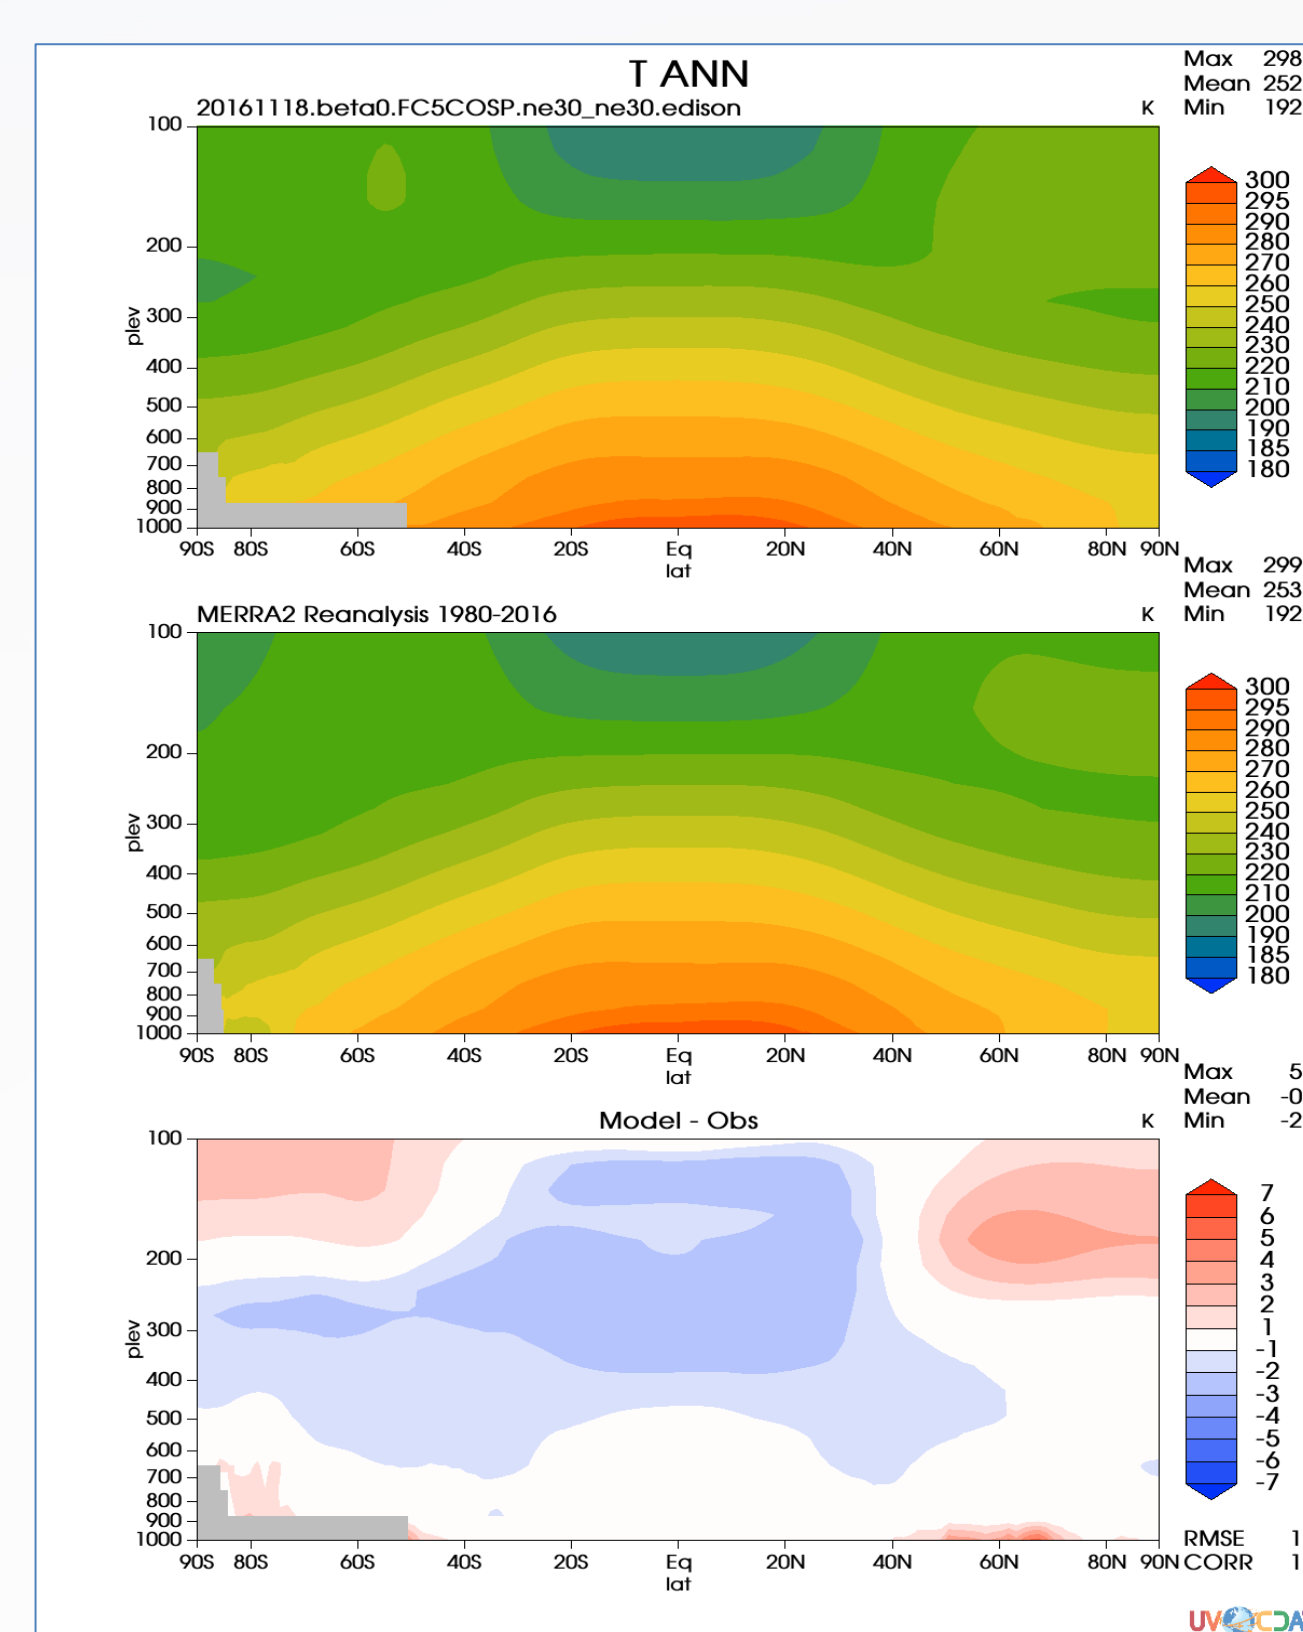 T ANN
20161118.beta0.FC5COSP.ne30_ne30.edison K
Max 298
Mean 252
Min 192
100
200
300
400
500
600
700
800
900
1000
plev
90S 80S 60S 40S 20S Eq 20N 40N 60N 80N 90N
lat
300
295
290
280
270
260
250
240
230
220
210
200
190
185
180
MERRA2 Reanalysis 1980-2016 K
Max 299
Mean 253
Min 192
100
200
300
400
500
600
700
800
900
1000
plev
90S 80S 60S 40S 20S Eq 20N 40N 60N 80N 90N
lat
300
295
290
280
270
260
250
240
230
220
210
200
190
185
180
Model - Obs K
Max 5
Mean -0
Min -2
100
200
300
400
500
600
700
800
900
1000
plev
90S 80S 60S 40S 20S Eq 20N 40N 60N 80N 90N
lat
7
6
5
4
3
2
1
-1
-2
-3
-4
-5
-6
-7
RMSE 1
CORR 1
UV CDAT